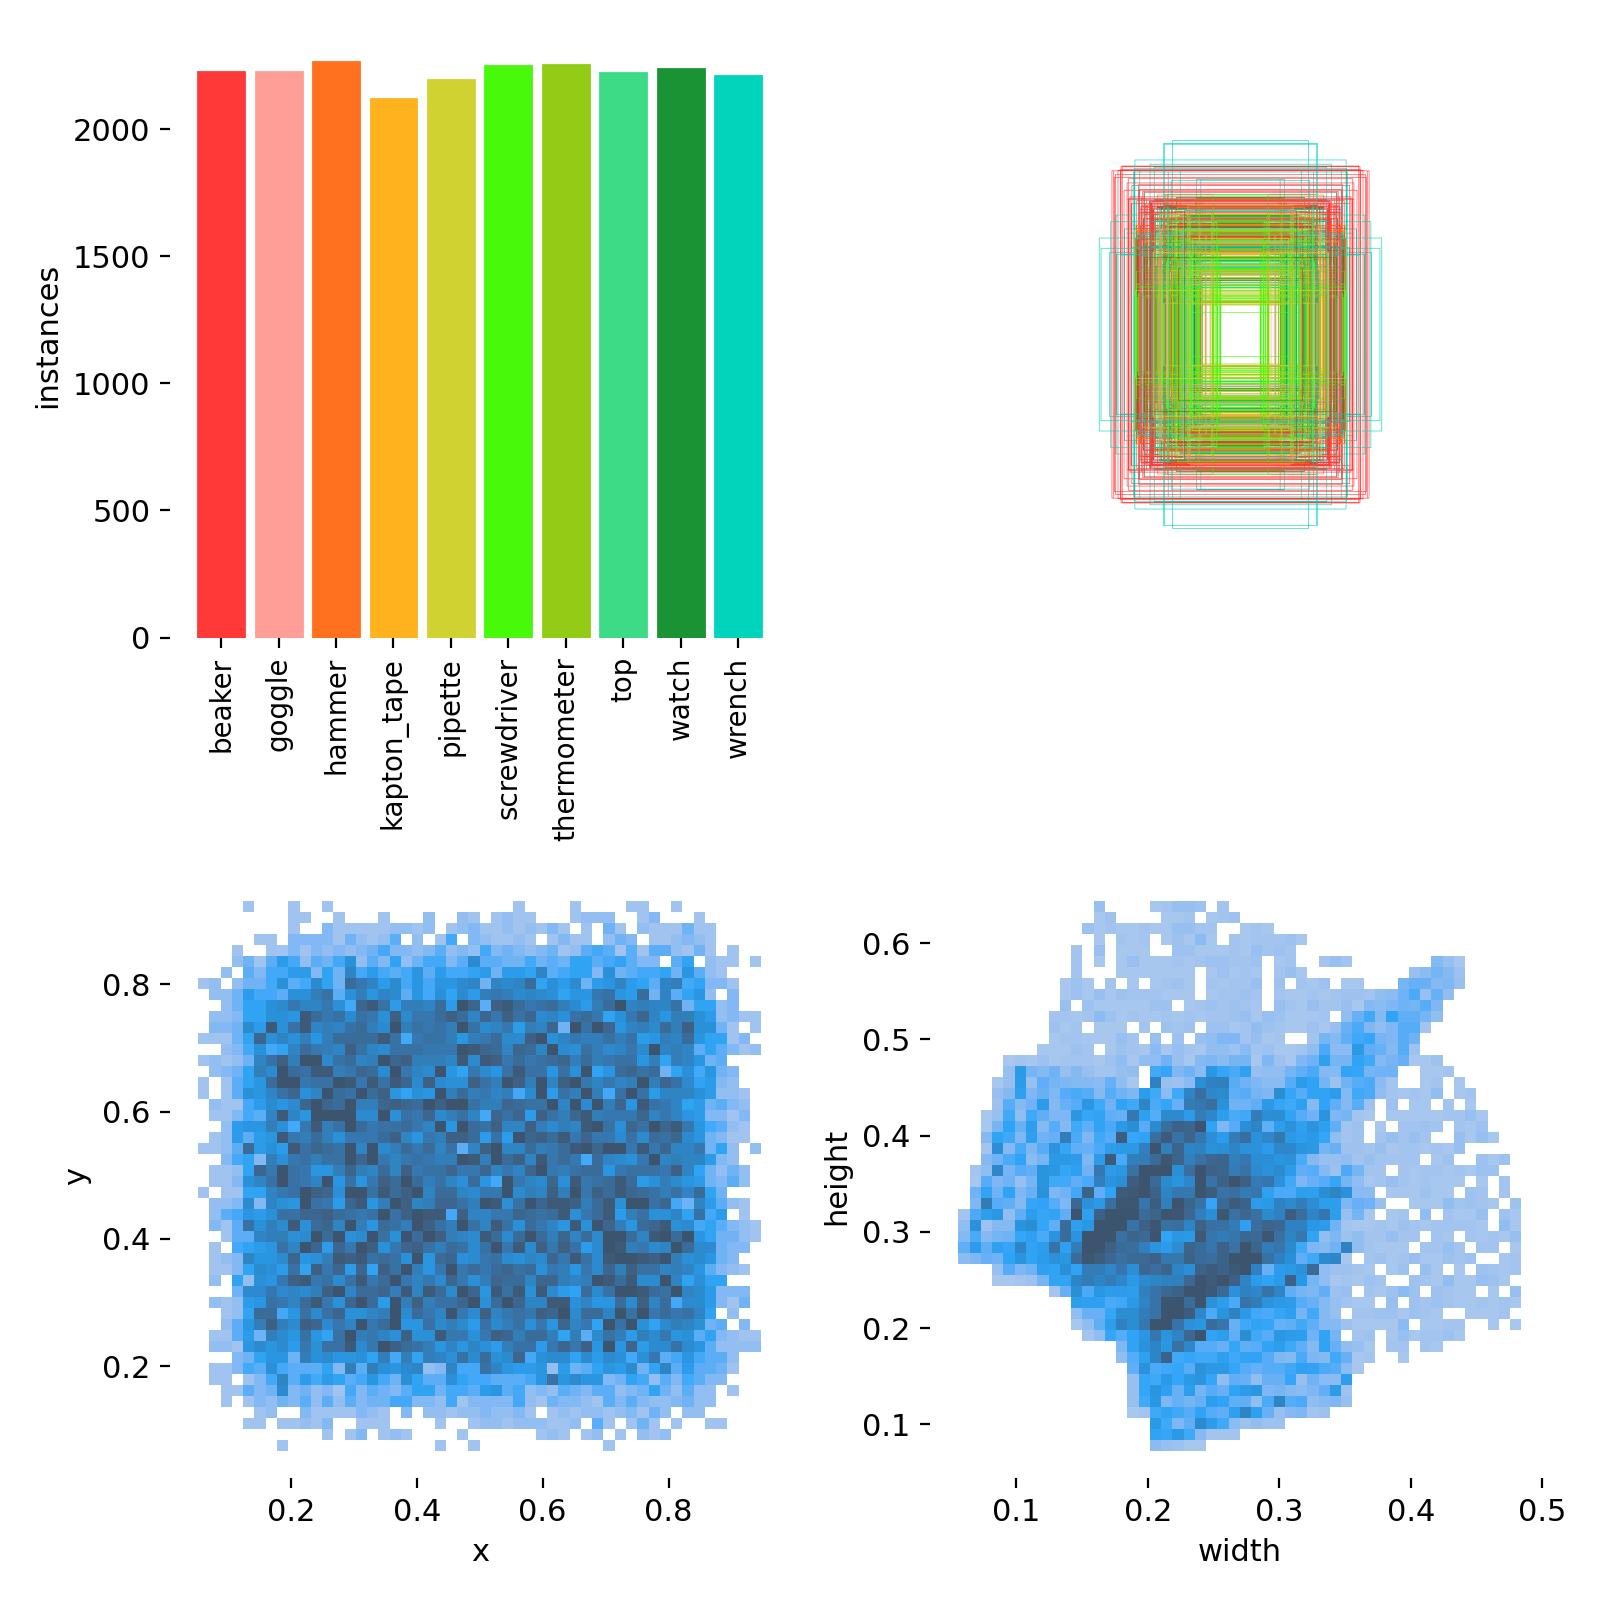 instances
2000
1500
1000
500
0
beaker
goggle
hammer
kapton_tape
pipette
screwdriver
thermometer
top
watch
wrench
y
0.8
0.6
0.4
0.2
0.2 0.4 0.6 0.8
x
height
0.6
0.5
0.4
0.3
0.2
0.1
0.1 0.2 0.3 0.4 0.5
width